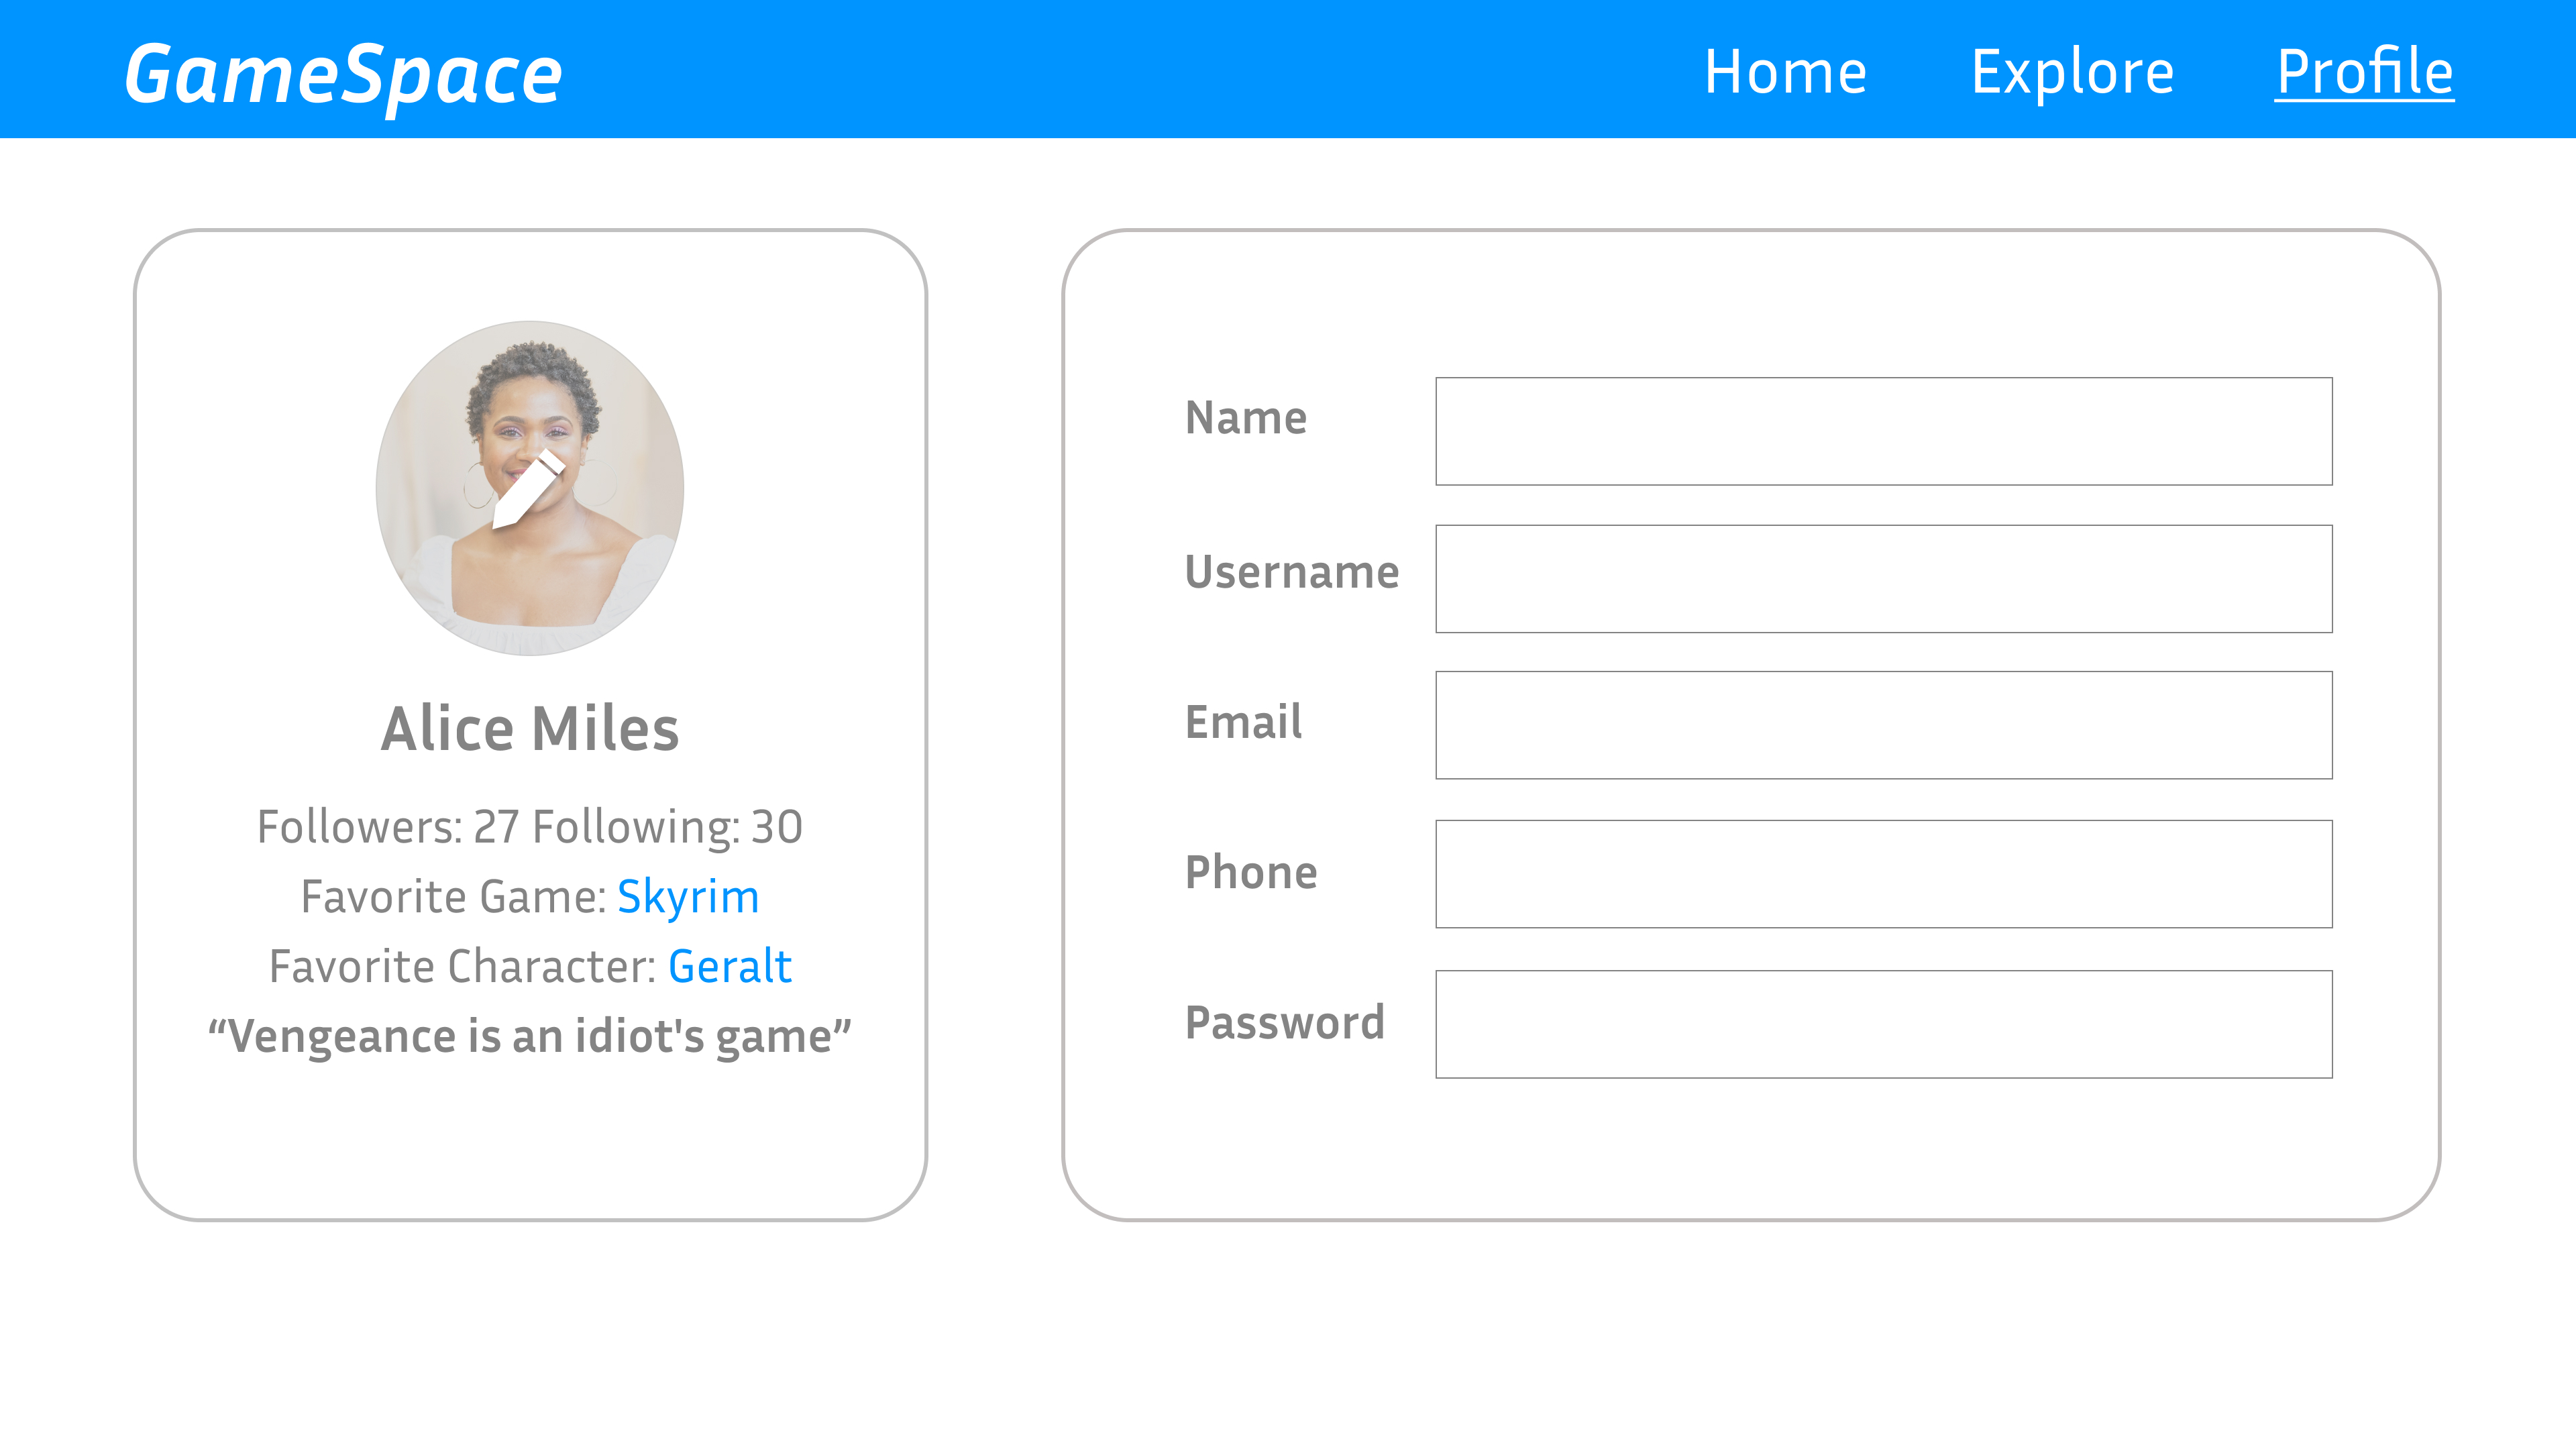 GameSpace
Home Explore Profile
Alice Miles
Followers: 27 Following: 30
Favorite Game: Skyrim
Favorite Character: Geralt
“Vengeance is an idiot's game”
Name
Username
Email
Phone
Password